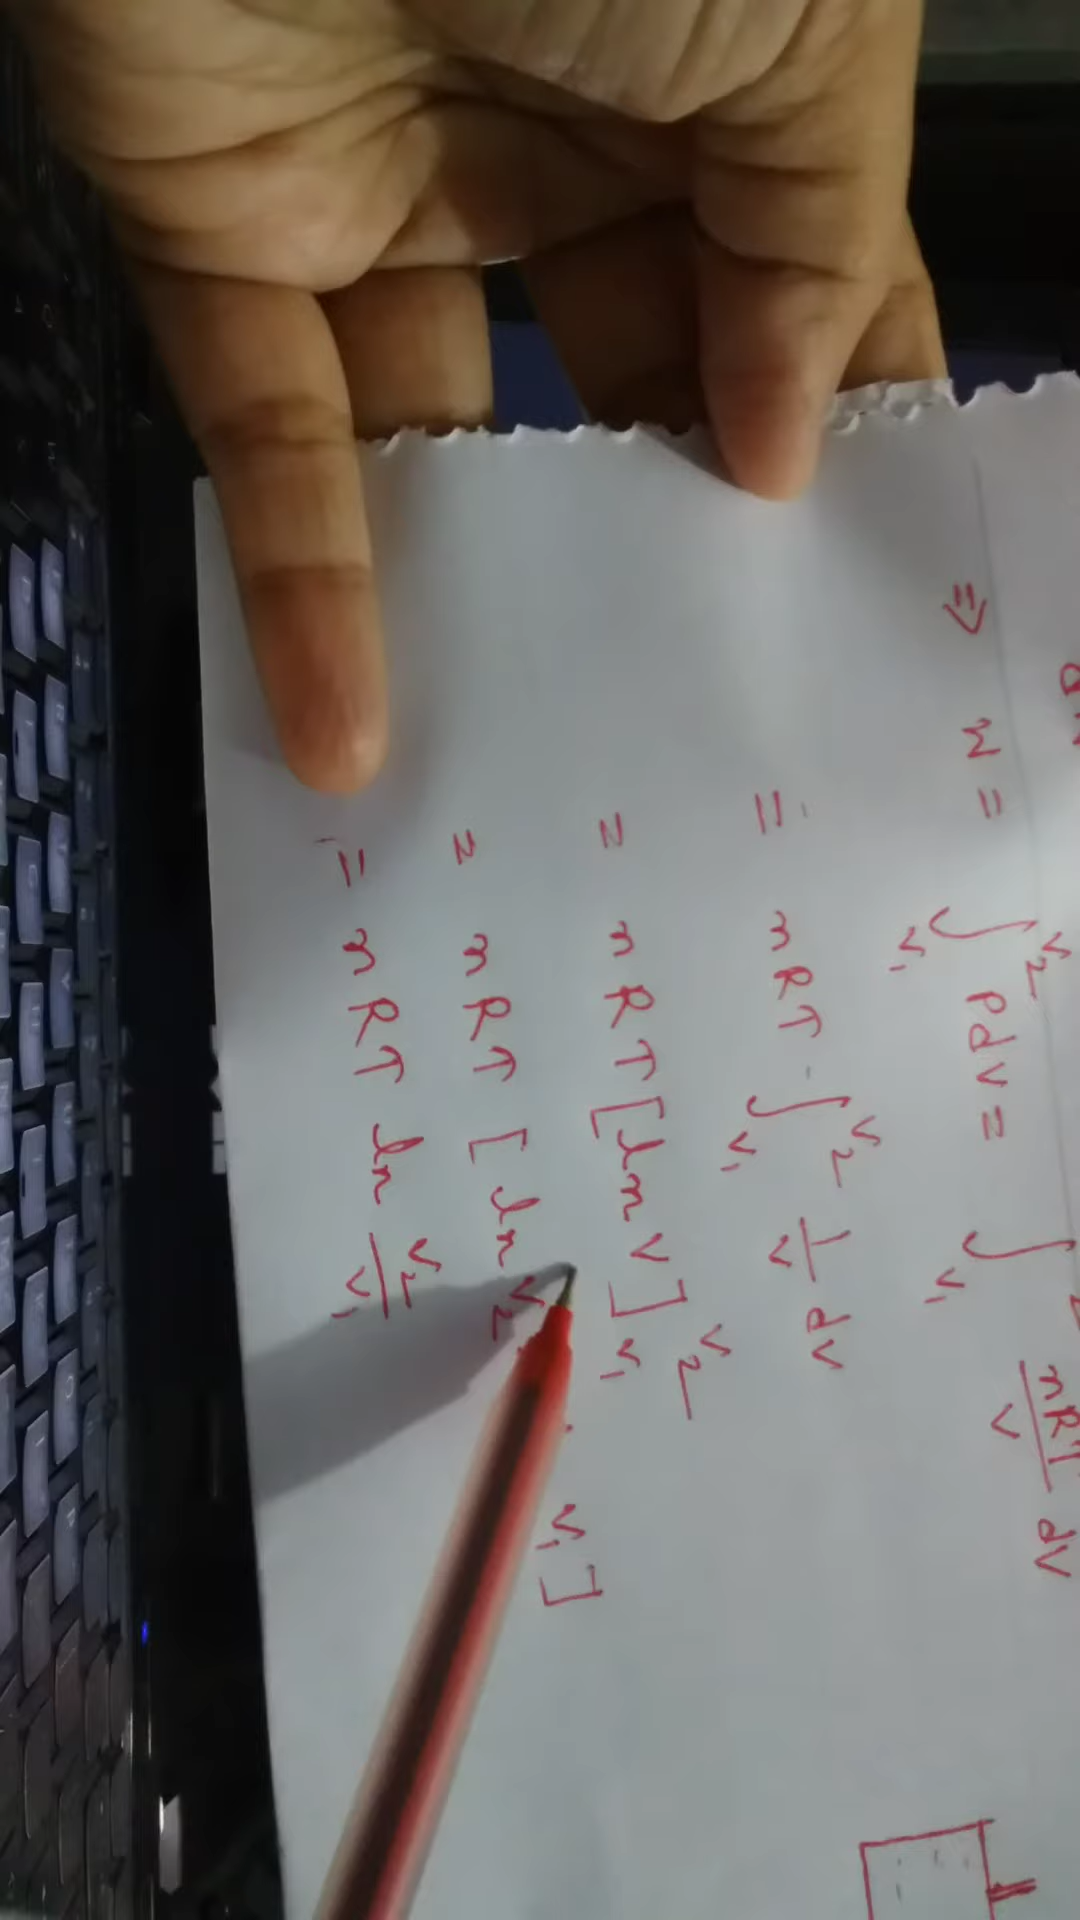 ⇒ W = ∫_{V₁}^{V₂} PdV = ∫_{V₁} nRT/V dV
= nRT · ∫_{V₁}^{V₂} 1/V dV
= nRT [ln V]_{V₁}^{V₂}
= nRT [ln V₂ V₁]
= nRT ln V₂/V₁